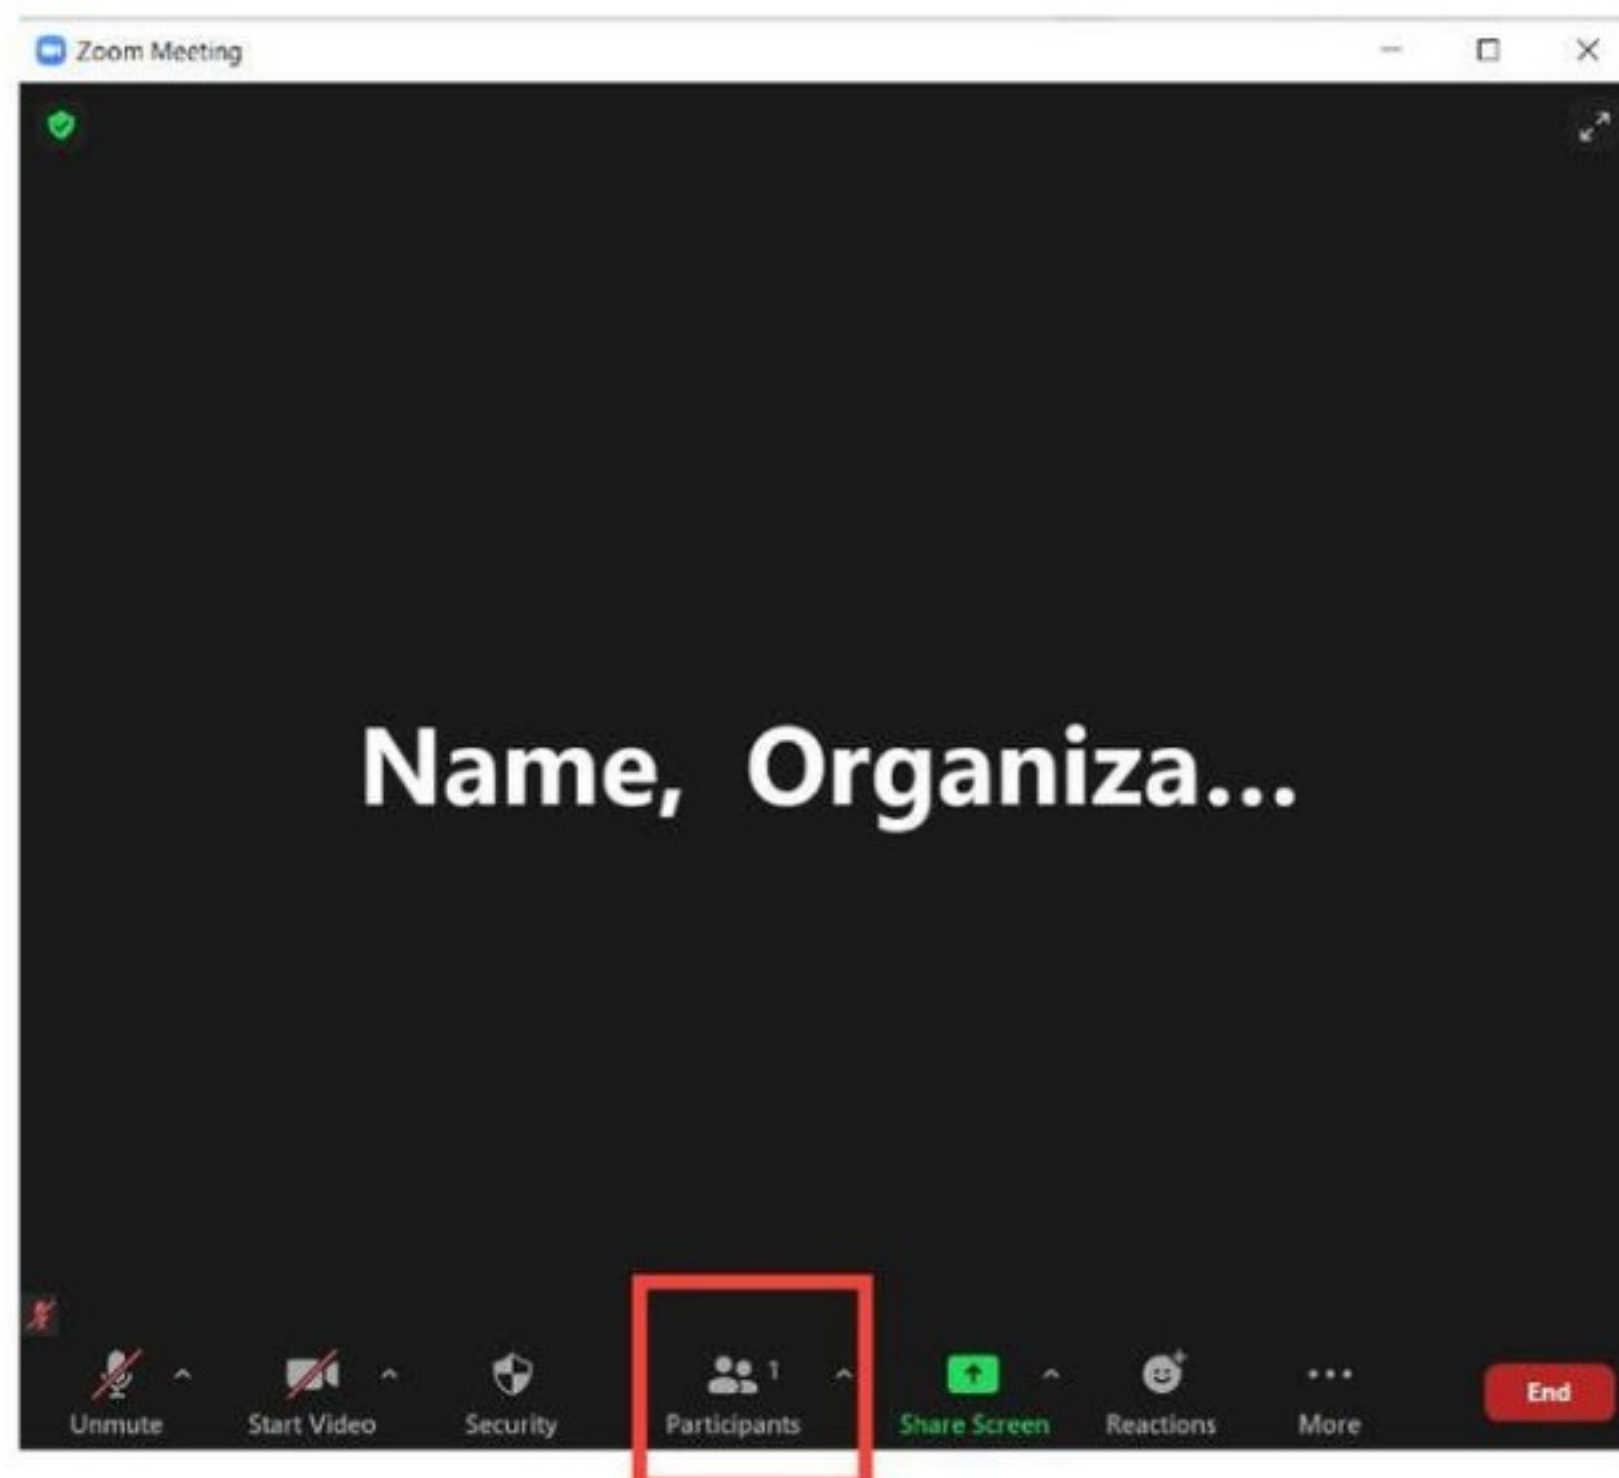 Zoom Meeting
Name, Organiza...
1
Unmute Start Video Security Participants Share Screen Reactions More End